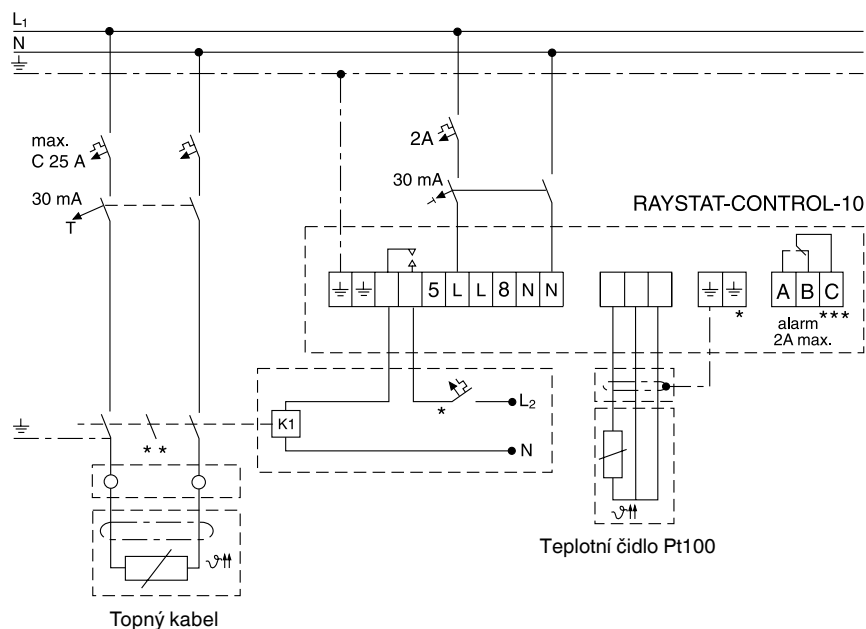 L1
N
max.
C 25 A
2A
30 mA
30 mA
T
RAYSTAT-CONTROL-10
5 L L 8 N N
A B C
*
***
alarm
2A max.
*
L2
K1
* *
N
ϑ
ϑ
Teplotní čidlo Pt100
Topný kabel